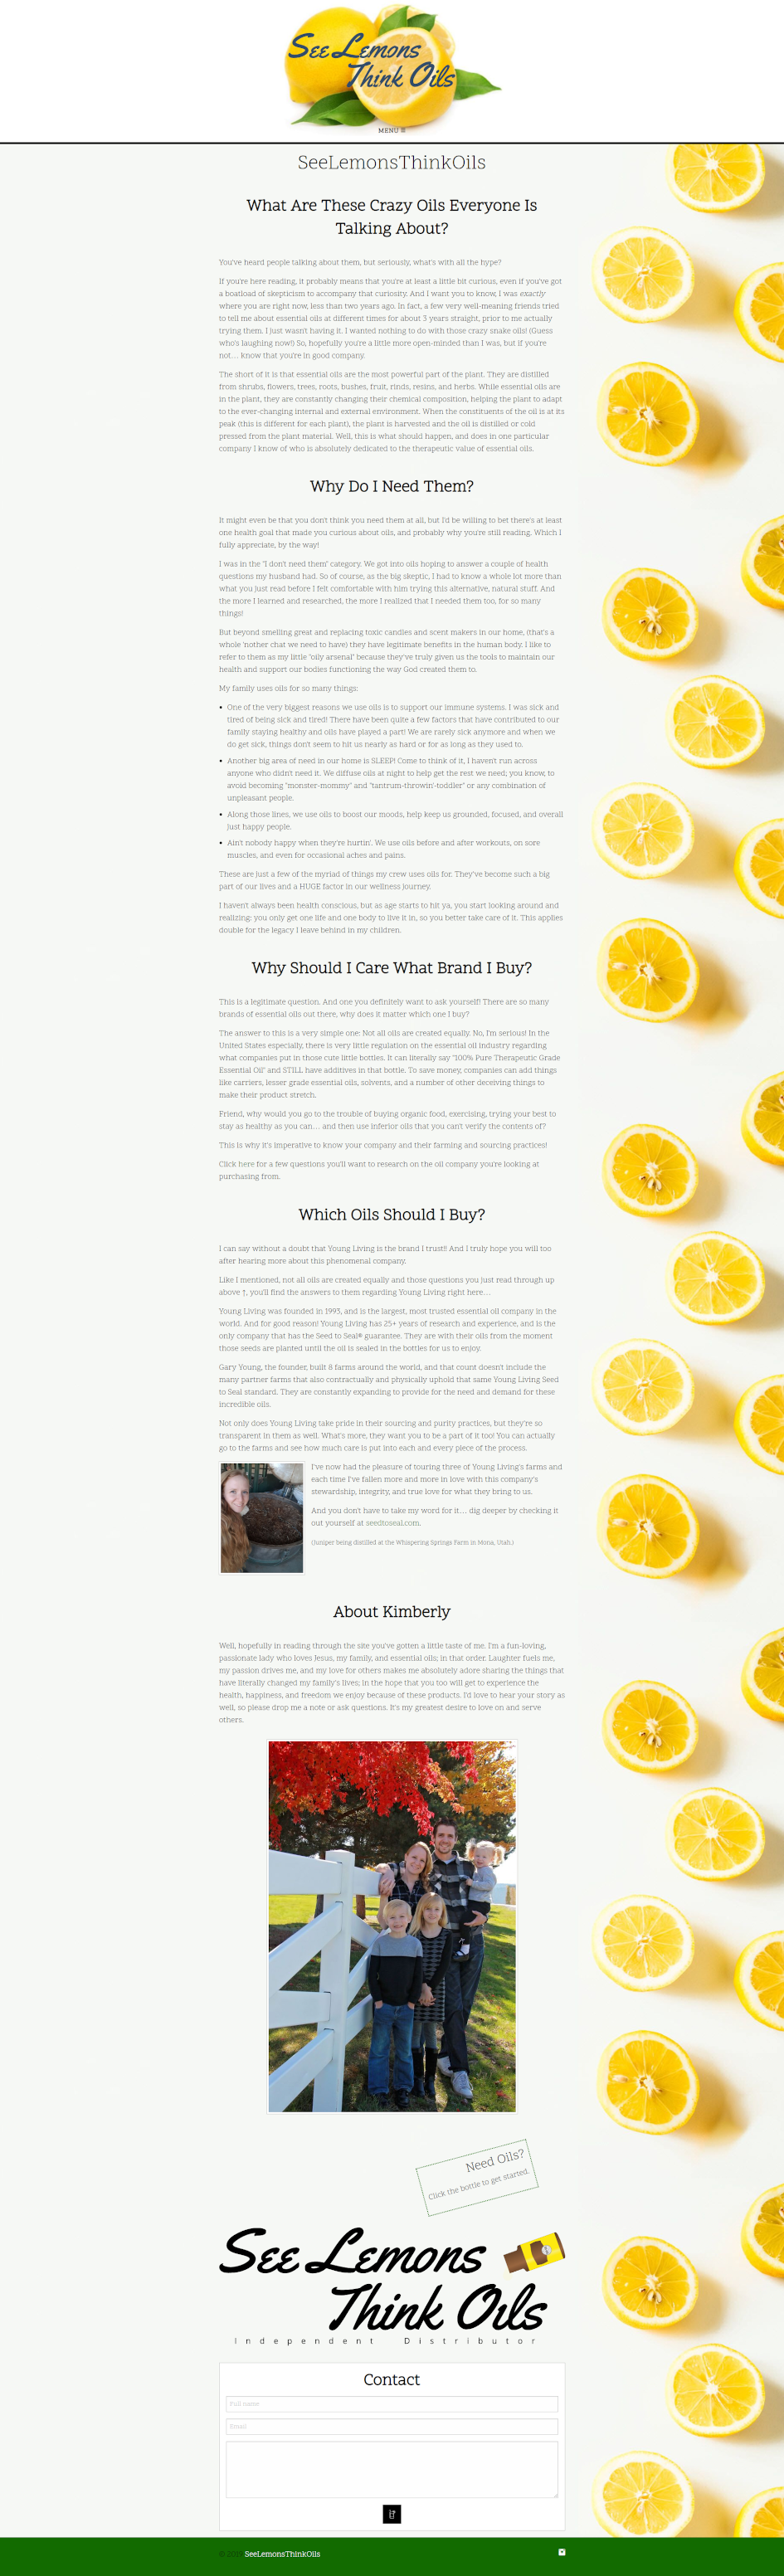 See Lemons
Think Oils
MENU ☰
SeeLemonsThinkOils
What Are These Crazy Oils Everyone Is
Talking About?
You've heard people talking about them, but seriously, what's with all the hype?
If you're here reading, it probably means that you're at least a little bit curious, even if you've got
a boatload of skepticism to accompany that curiosity. And I want you to know, I was exactly
where you are right now, less than two years ago. In fact, a few very well-meaning friends tried
to tell me about essential oils at different times for about 3 years straight, prior to me actually
trying them. I just wasn't having it. I wanted nothing to do with those crazy snake oils! (Guess
who's laughing now!) So, hopefully you're a little more open-minded than I was, but if you're
not… know that you're in good company.
The short of it is that essential oils are the most powerful part of the plant. They are distilled
from shrubs, flowers, trees, roots, bushes, fruit, rinds, resins, and herbs. While essential oils are
in the plant, they are constantly changing their chemical composition, helping the plant to adapt
to the ever-changing internal and external environment. When the constituents of the oil is at its
peak (this is different for each plant), the plant is harvested and the oil is distilled or cold
pressed from the plant material. Well, this is what should happen, and does in one particular
company I know of who is absolutely dedicated to the therapeutic value of essential oils.
Why Do I Need Them?
It might even be that you don't think you need them at all, but I'd be willing to bet there's at least
one health goal that made you curious about oils, and probably why you're still reading. Which I
fully appreciate, by the way!
I was in the "I don't need them" category. We got into oils hoping to answer a couple of health
questions my husband had. So of course, as the big skeptic, I had to know a whole lot more than
what you just read before I felt comfortable with him trying this alternative, natural stuff. And
the more I learned and researched, the more I realized that I needed them too, for so many
things!
But beyond smelling great and replacing toxic candles and scent makers in our home, (that's a
whole 'nother chat we need to have) they have legitimate benefits in the human body. I like to
refer to them as my little "oily arsenal" because they've truly given us the tools to maintain our
health and support our bodies functioning the way God created them to.
My family uses oils for so many things:
• One of the very biggest reasons we use oils is to support our immune systems. I was sick and
tired of being sick and tired! There have been quite a few factors that have contributed to our
family staying healthy and oils have played a part! We are rarely sick anymore and when we
do get sick, things don't seem to hit us nearly as hard or for as long as they used to.
• Another big area of need in our home is SLEEP! Come to think of it, I haven't run across
anyone who didn't need it. We diffuse oils at night to help get the rest we need; you know, to
avoid becoming "monster-mommy" and "tantrum-throwin'-toddler" or any combination of
unpleasant people.
• Along those lines, we use oils to boost our moods, help keep us grounded, focused, and overall
just happy people.
• Ain't nobody happy when they're hurtin'. We use oils before and after workouts, on sore
muscles, and even for occasional aches and pains.
These are just a few of the myriad of things my crew uses oils for. They've become such a big
part of our lives and a HUGE factor in our wellness journey.
I haven't always been health conscious, but as age starts to hit ya, you start looking around and
realizing: you only get one life and one body to live it in, so you better take care of it. This applies
double for the legacy I leave behind in my children.
Why Should I Care What Brand I Buy?
This is a legitimate question. And one you definitely want to ask yourself! There are so many
brands of essential oils out there, why does it matter which one I buy?
The answer to this is a very simple one: Not all oils are created equally. No, I'm serious! In the
United States especially, there is very little regulation on the essential oil industry regarding
what companies put in those cute little bottles. It can literally say "100% Pure Therapeutic Grade
Essential Oil" and STILL have additives in that bottle. To save money, companies can add things
like carriers, lesser grade essential oils, solvents, and a number of other deceiving things to
make their product stretch.
Friend, why would you go to the trouble of buying organic food, exercising, trying your best to
stay as healthy as you can… and then use inferior oils that you can't verify the contents of?
This is why it's imperative to know your company and their farming and sourcing practices!
Click here for a few questions you'll want to research on the oil company you're looking at
purchasing from.
Which Oils Should I Buy?
I can say without a doubt that Young Living is the brand I trust!! And I truly hope you will too
after hearing more about this phenomenal company.
Like I mentioned, not all oils are created equally and those questions you just read through up
above ↑, you'll find the answers to them regarding Young Living right here…
Young Living was founded in 1993, and is the largest, most trusted essential oil company in the
world. And for good reason! Young Living has 25+ years of research and experience, and is the
only company that has the Seed to Seal® guarantee. They are with their oils from the moment
those seeds are planted until the oil is sealed in the bottles for us to enjoy.
Gary Young, the founder, built 8 farms around the world, and that count doesn't include the
many partner farms that also contractually and physically uphold that same Young Living Seed
to Seal standard. They are constantly expanding to provide for the need and demand for these
incredible oils.
Not only does Young Living take pride in their sourcing and purity practices, but they're so
transparent in them as well. What's more, they want you to be a part of it too! You can actually
go to the farms and see how much care is put into each and every piece of the process.
I've now had the pleasure of touring three of Young Living's farms and
each time I've fallen more and more in love with this company's
stewardship, integrity, and true love for what they bring to us.
And you don't have to take my word for it… dig deeper by checking it
out yourself at seedtoseal.com.
(Juniper being distilled at the Whispering Springs Farm in Mona, Utah.)
About Kimberly
Well, hopefully in reading through the site you've gotten a little taste of me. I'm a fun-loving,
passionate lady who loves Jesus, my family, and essential oils; in that order. Laughter fuels me,
my passion drives me, and my love for others makes me absolutely adore sharing the things that
have literally changed my family's lives; in the hope that you too will get to experience the
health, happiness, and freedom we enjoy because of these products. I'd love to hear your story as
well, so please drop me a note or ask questions. It's my greatest desire to love on and serve
others.
Need Oils?
Click the bottle to get started.
See Lemons
Think Oils
Independent Distributor
Contact
Full name
Email
SeeLemonsThinkOils